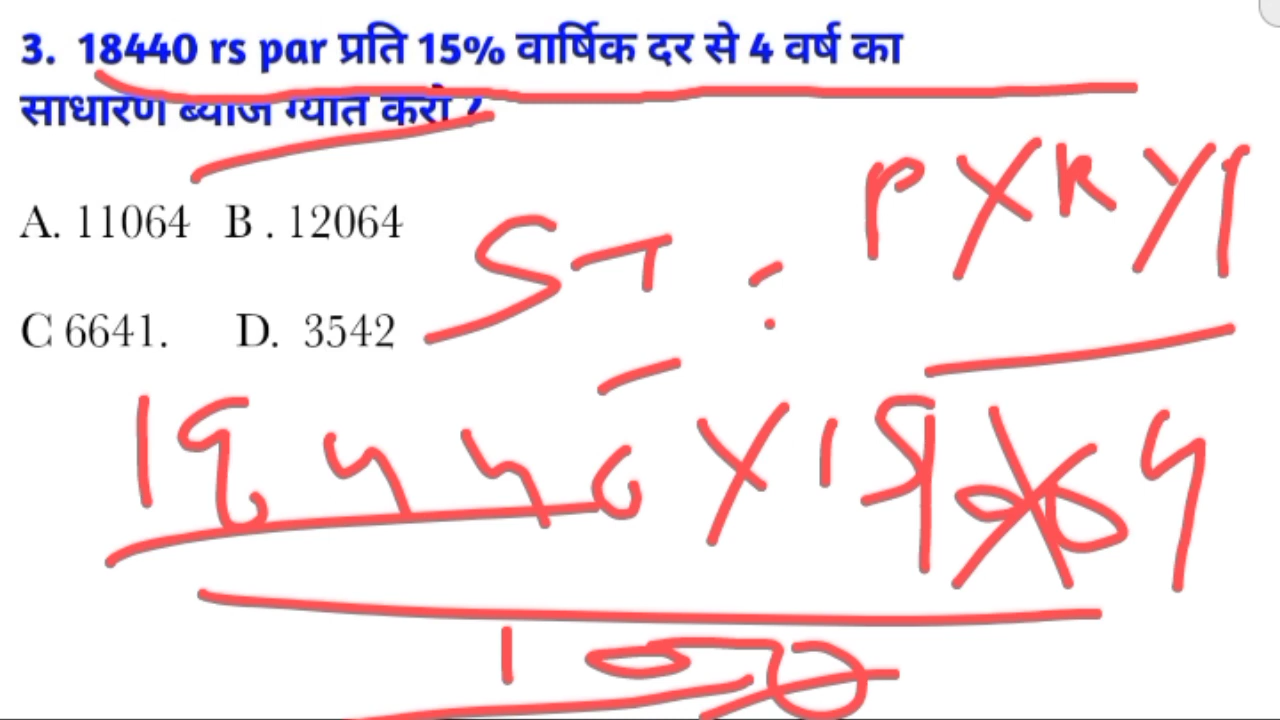 3. 18440 rs par प्रति 15% वार्षिक दर से 4 वर्ष का
साधारण ब्याज ग्यात करो ?
A. 11064 B . 12064
P X R X T
SI =
C 6641. D. 3542
18440 X 15 X 4
100